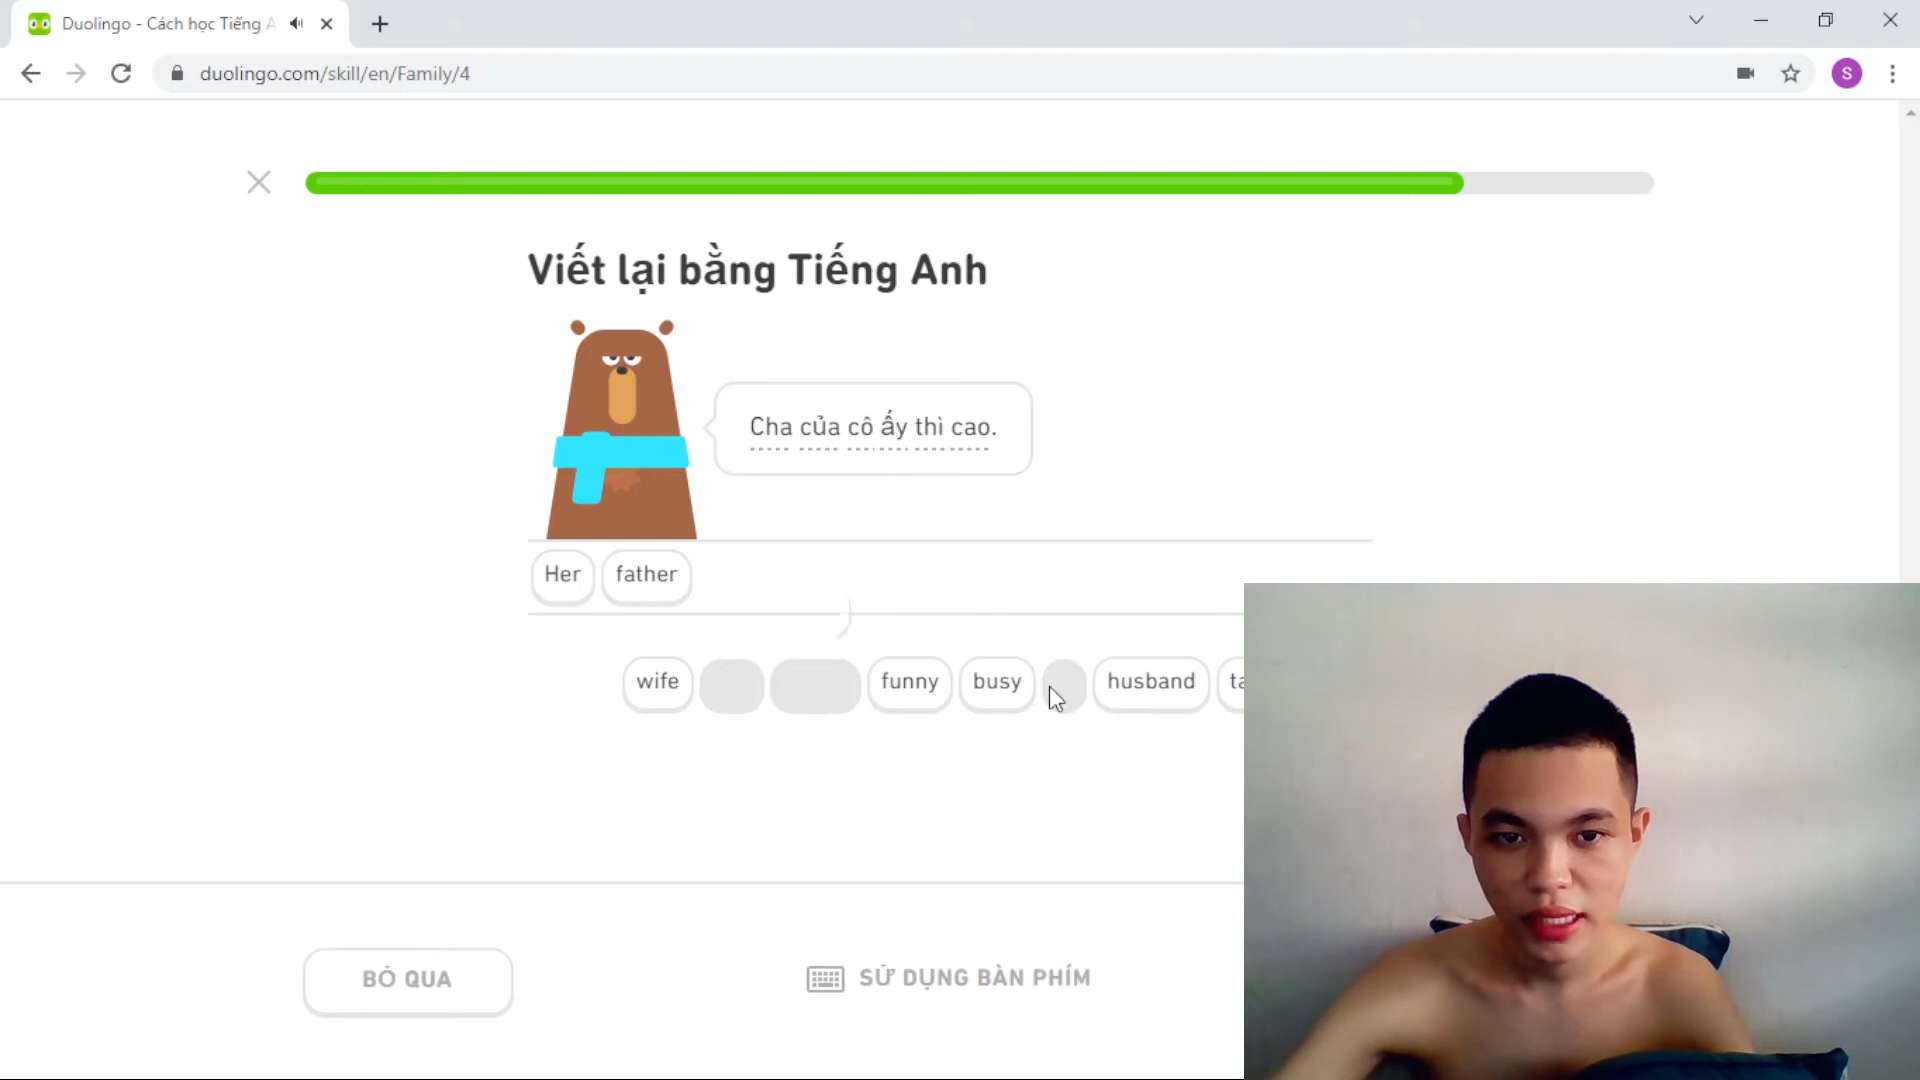 Duolingo - Cách học Tiếng A
duolingo.com/skill/en/Family/4
S
Viết lại bằng Tiếng Anh
Cha của cô ấy thì cao.
Her father
wife funny busy husband ta
BỎ QUA
SỬ DỤNG BÀN PHÍM